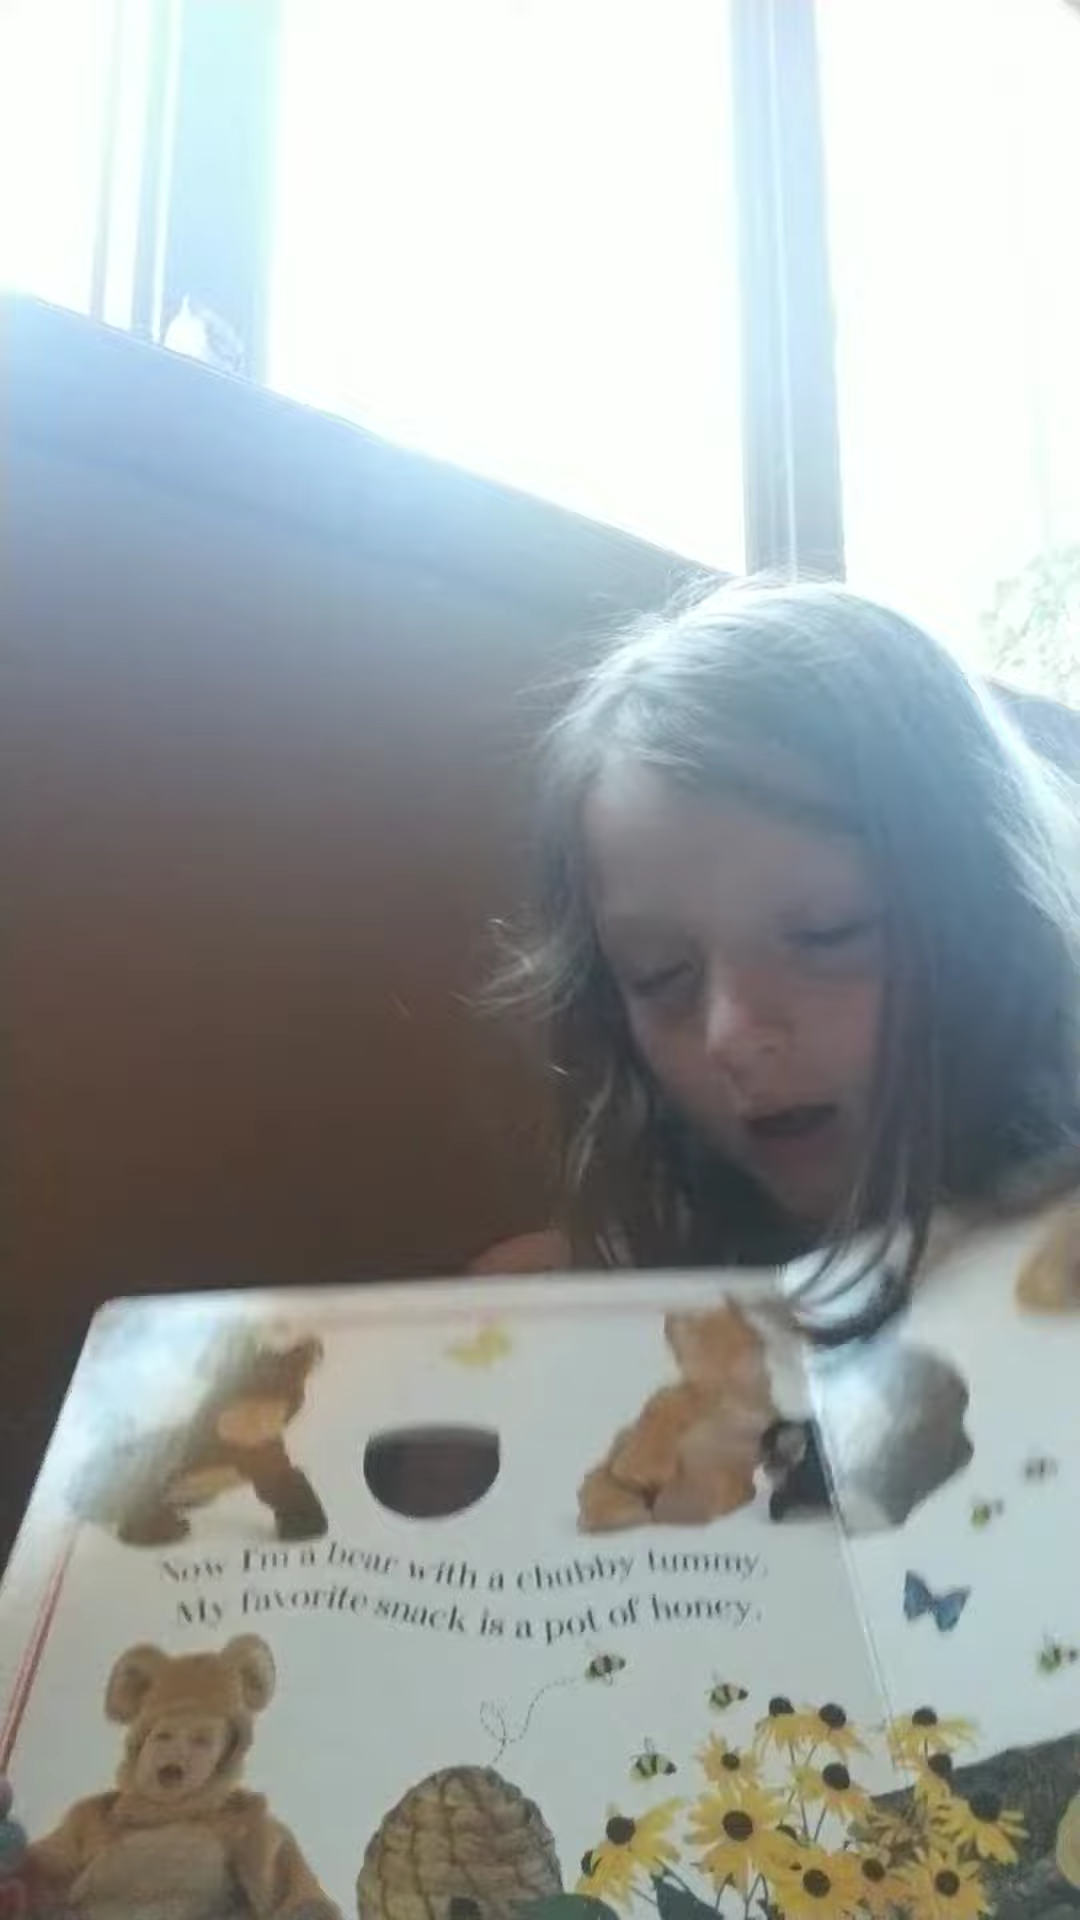 Now I'm a bear with a chubby tummy,
My favorite snack is a pot of honey.